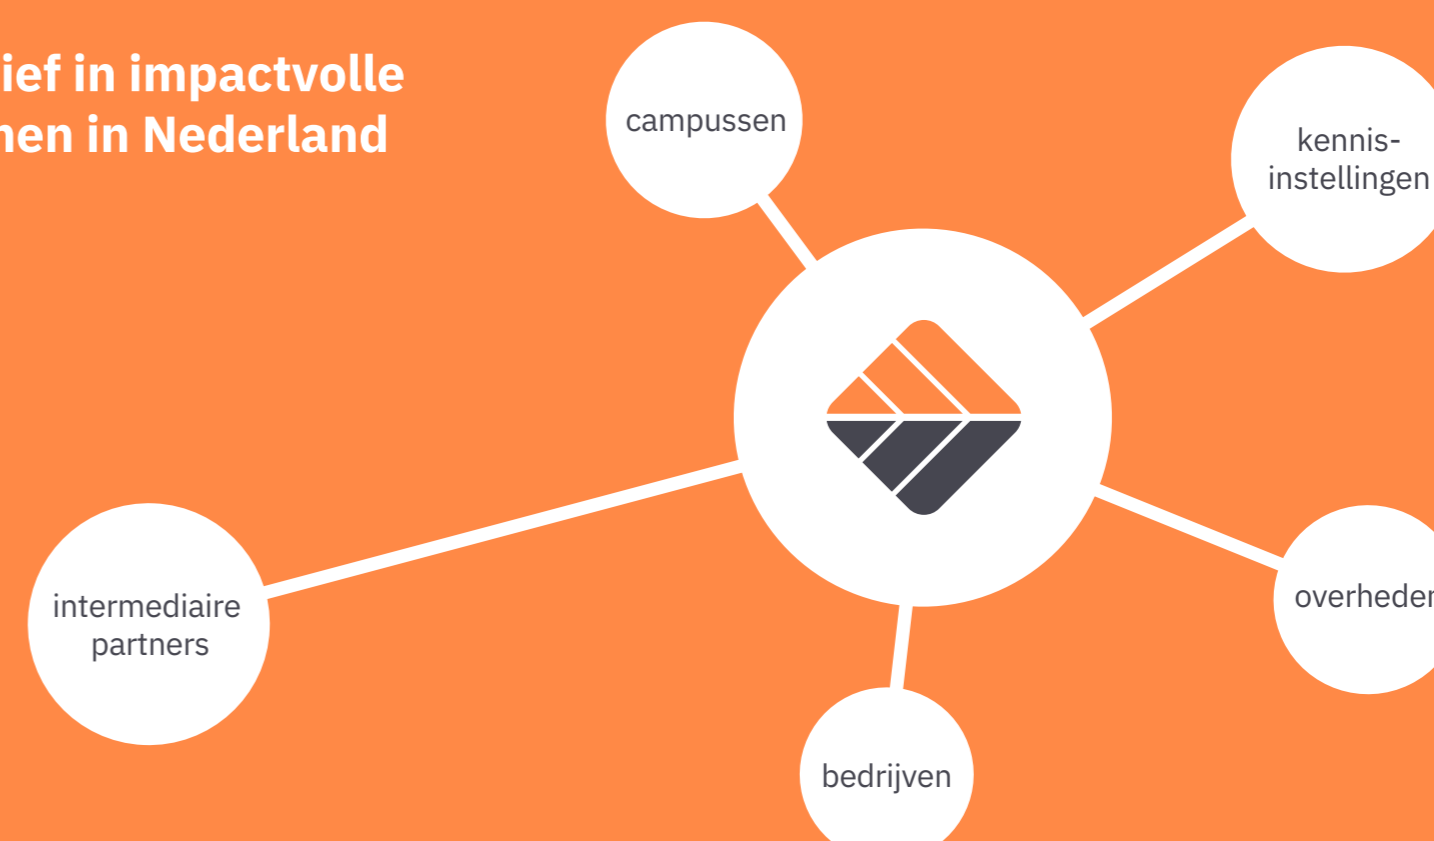 ief in impactvolle
nen in Nederland
campussen
kennis-
instellingen
intermediaire
partners
overheden
bedrijven